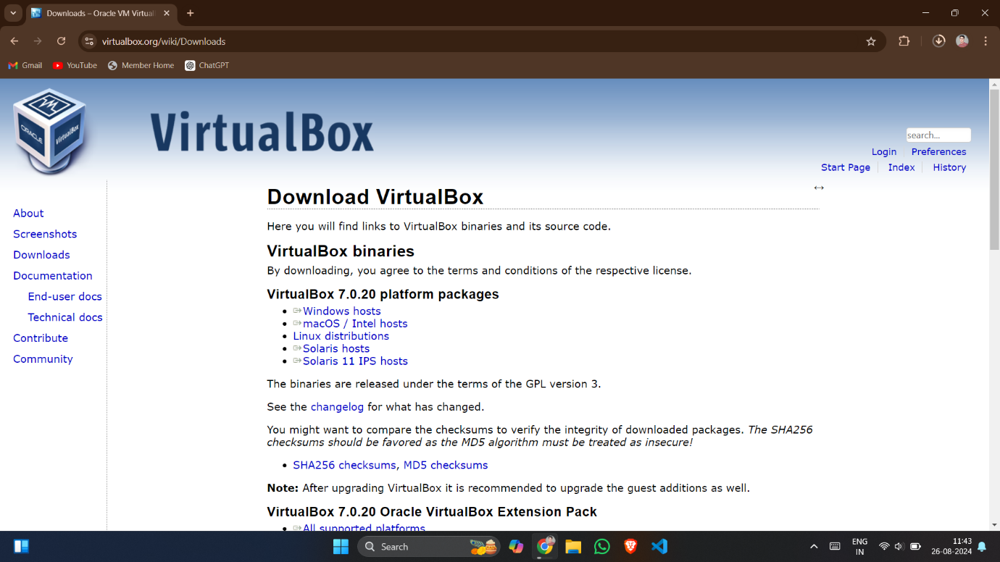 Downloads – Oracle VM Virtual
virtualbox.org/wiki/Downloads
Gmail
YouTube
Member Home
ChatGPT
ORACLE
VirtualBox
VirtualBox
search...
Login
Preferences
Start Page
Index
History
About
Screenshots
Downloads
Documentation
End-user docs
Technical docs
Contribute
Community
Download VirtualBox
Here you will find links to VirtualBox binaries and its source code.
VirtualBox binaries
By downloading, you agree to the terms and conditions of the respective license.
VirtualBox 7.0.20 platform packages
Windows hosts
macOS / Intel hosts
Linux distributions
Solaris hosts
Solaris 11 IPS hosts
The binaries are released under the terms of the GPL version 3.
See the changelog for what has changed.
You might want to compare the checksums to verify the integrity of downloaded packages. The SHA256
checksums should be favored as the MD5 algorithm must be treated as insecure!
SHA256 checksums, MD5 checksums
Note: After upgrading VirtualBox it is recommended to upgrade the guest additions as well.
VirtualBox 7.0.20 Oracle VirtualBox Extension Pack
All supported platforms
Search
ENG
IN
11:43
26-08-2024